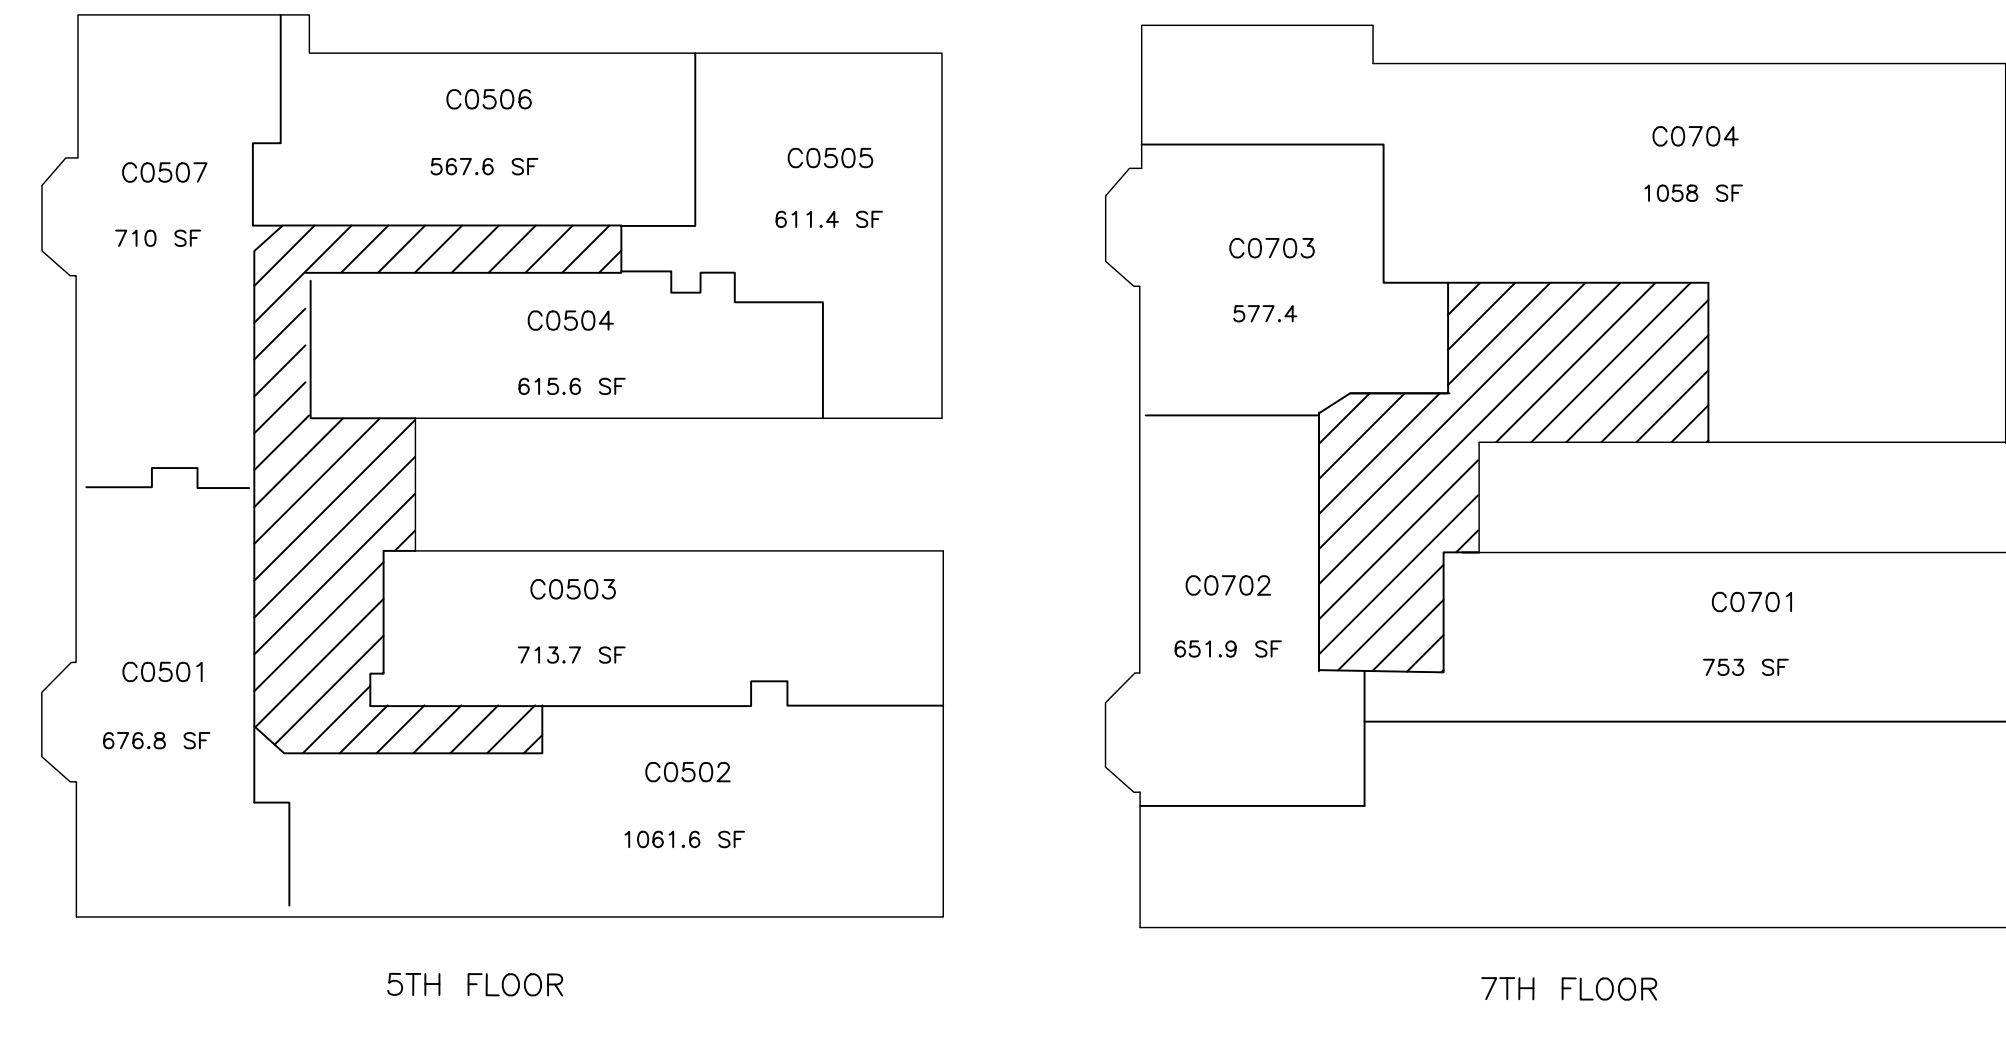 C0506
567.6 SF
C0505
611.4 SF
C0507
710 SF
C0504
615.6 SF
C0503
713.7 SF
C0501
676.8 SF
C0502
1061.6 SF
5TH FLOOR
C0704
1058 SF
C0703
577.4
C0702
651.9 SF
C0701
753 SF
7TH FLOOR